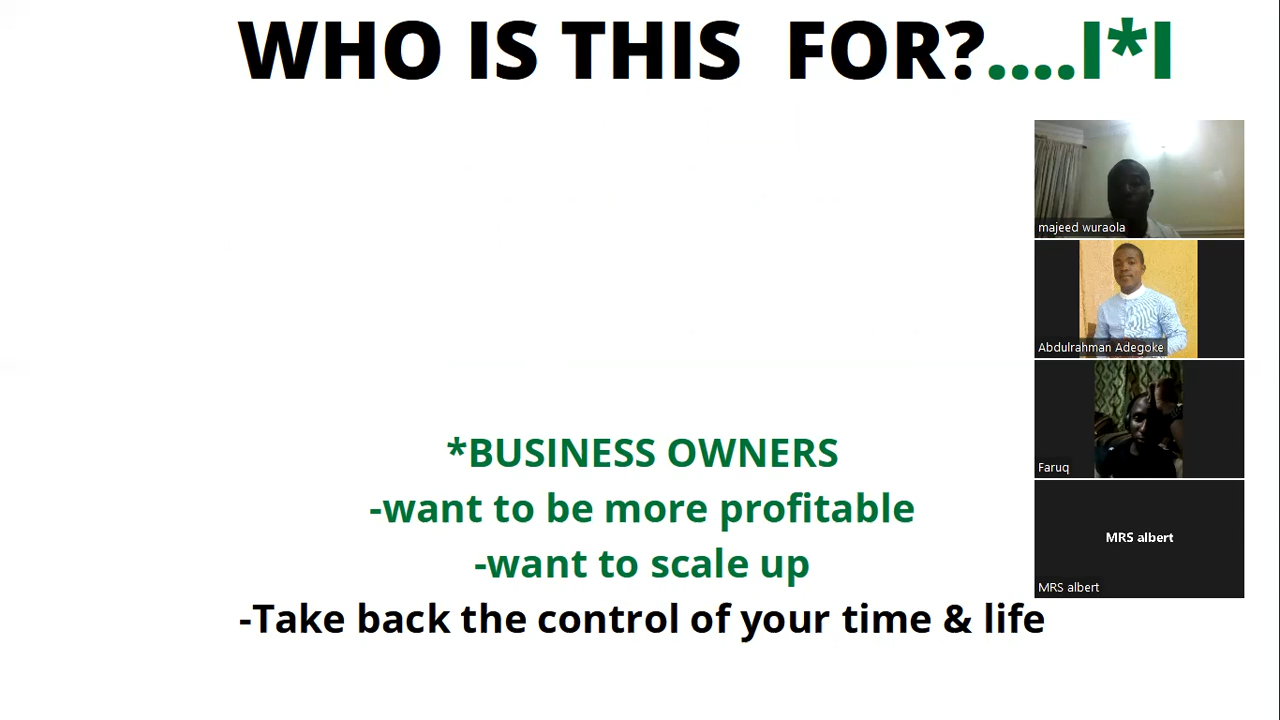 WHO IS THIS FOR?....I*I
majeed wuraola
Abdulrahman Adegoke
Faruq
MRS albert
MRS albert
*BUSINESS OWNERS
-want to be more profitable
-want to scale up
-Take back the control of your time & life